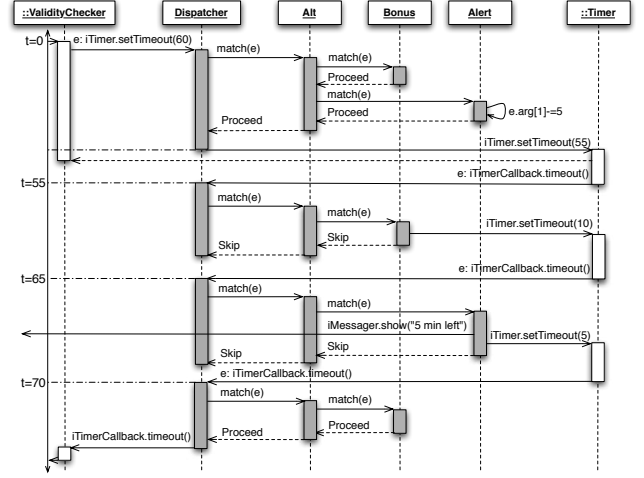 ::ValidityChecker Dispatcher Alt Bonus Alert ::Timer
t=0 e: iTimer.setTimeout(60)
match(e)
match(e)
Proceed
match(e)
Proceed e.arg[1]-=5
Proceed
iTimer.setTimeout(55)
e: iTimerCallback.timeout()
t=55
match(e)
match(e)
iTimer.setTimeout(10)
Skip
Skip
e: iTimerCallback.timeout()
t=65
match(e)
match(e)
iMessager.show("5 min left")
iTimer.setTimeout(5)
Skip
Skip
e: iTimerCallback.timeout()
t=70
match(e)
match(e)
Proceed
Proceed
iTimerCallback.timeout()